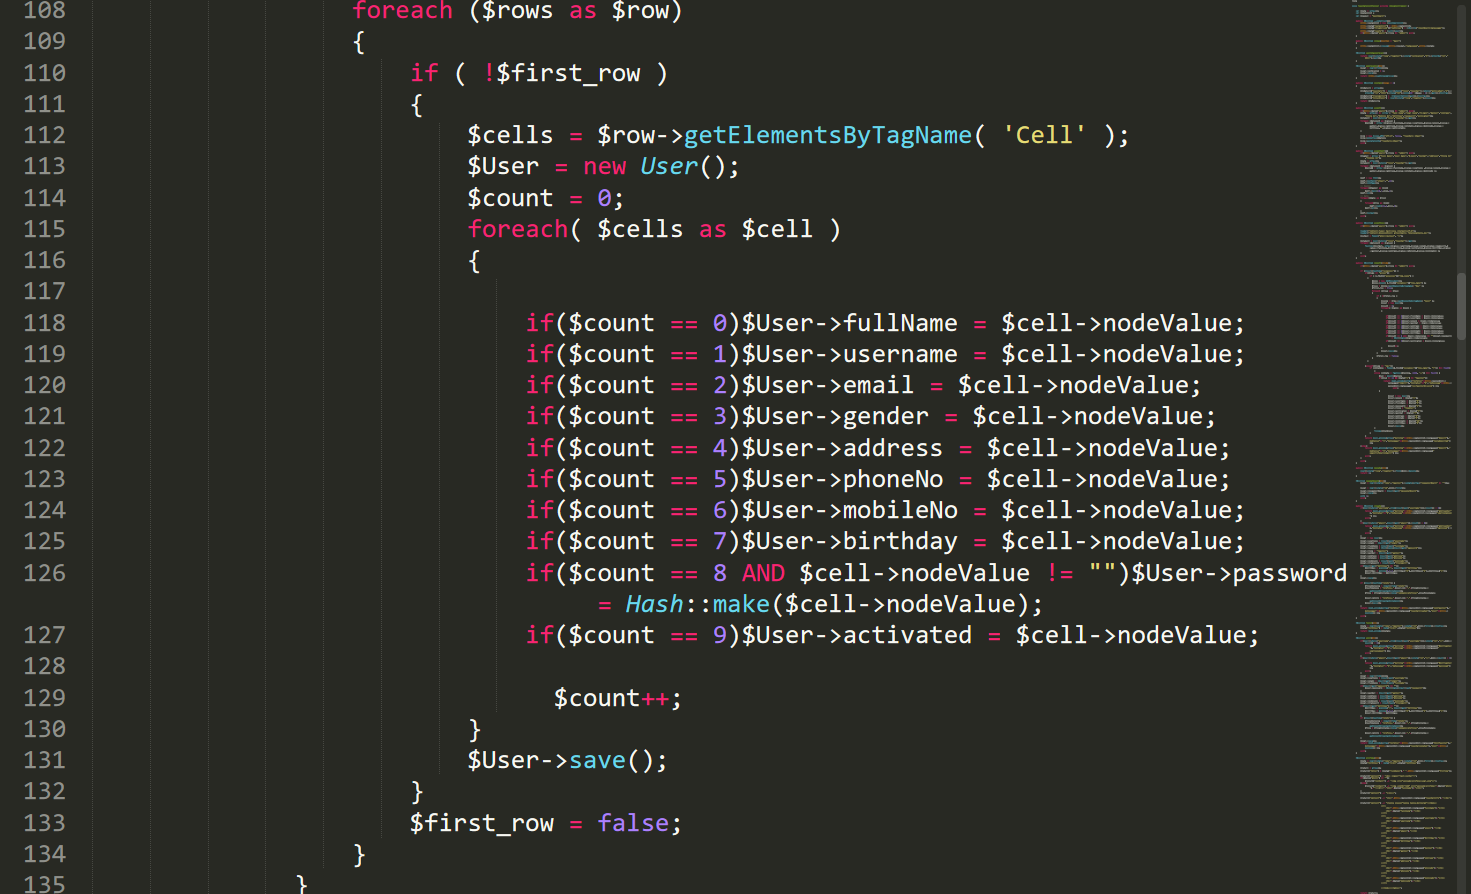 108 foreach ($rows as $row)
109 {
110 if ( !$first_row )
111 {
112 $cells = $row->getElementsByTagName( 'Cell' );
113 $User = new User();
114 $count = 0;
115 foreach( $cells as $cell )
116 {
117
118 if($count == 0)$User->fullName = $cell->nodeValue;
119 if($count == 1)$User->username = $cell->nodeValue;
120 if($count == 2)$User->email = $cell->nodeValue;
121 if($count == 3)$User->gender = $cell->nodeValue;
122 if($count == 4)$User->address = $cell->nodeValue;
123 if($count == 5)$User->phoneNo = $cell->nodeValue;
124 if($count == 6)$User->mobileNo = $cell->nodeValue;
125 if($count == 7)$User->birthday = $cell->nodeValue;
126 if($count == 8 AND $cell->nodeValue != "")$User->password
= Hash::make($cell->nodeValue);
127 if($count == 9)$User->activated = $cell->nodeValue;
128
129 $count++;
130 }
131 $User->save();
132 }
133 $first_row = false;
134 }
135 }